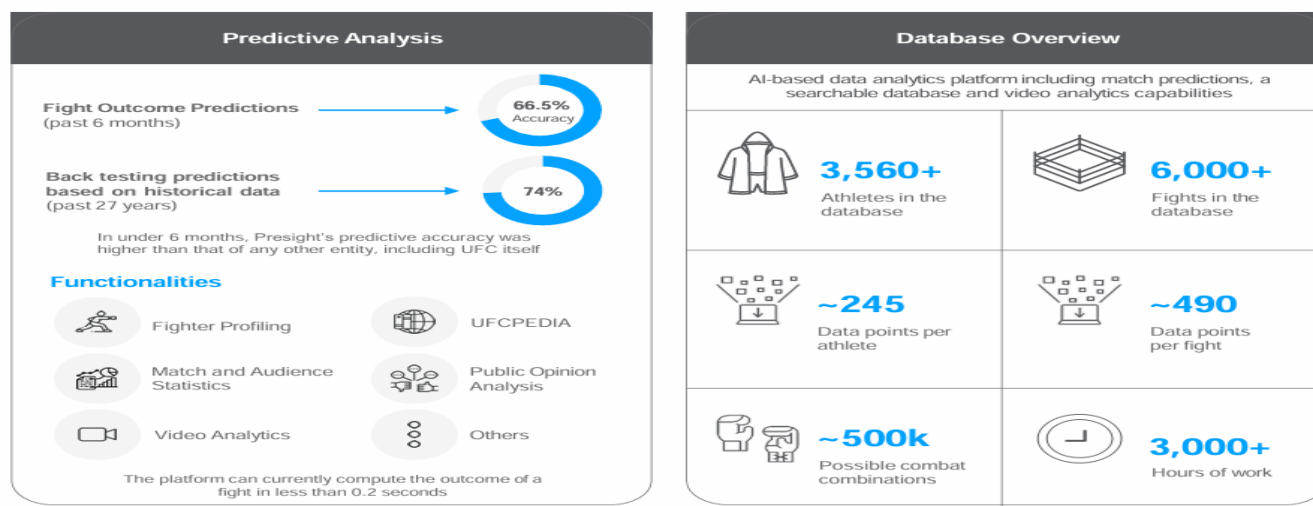 Predictive Analysis
Fight Outcome Predictions
(past 6 months)
66.5%
Accuracy
Back testing predictions
based on historical data
(past 27 years)
74%
In under 6 months, Presight's predictive accuracy was
higher than that of any other entity, including UFC itself
Functionalities
Fighter Profiling
UFCPEDIA
Match and Audience
Statistics
Public Opinion
Analysis
Video Analytics
Others
The platform can currently compute the outcome of a
fight in less than 0.2 seconds
Database Overview
AI-based data analytics platform including match predictions, a
searchable database and video analytics capabilities
3,560+
Athletes in the
database
6,000+
Fights in the
database
~245
Data points per
athlete
~490
Data points
per fight
~500k
Possible combat
combinations
3,000+
Hours of work